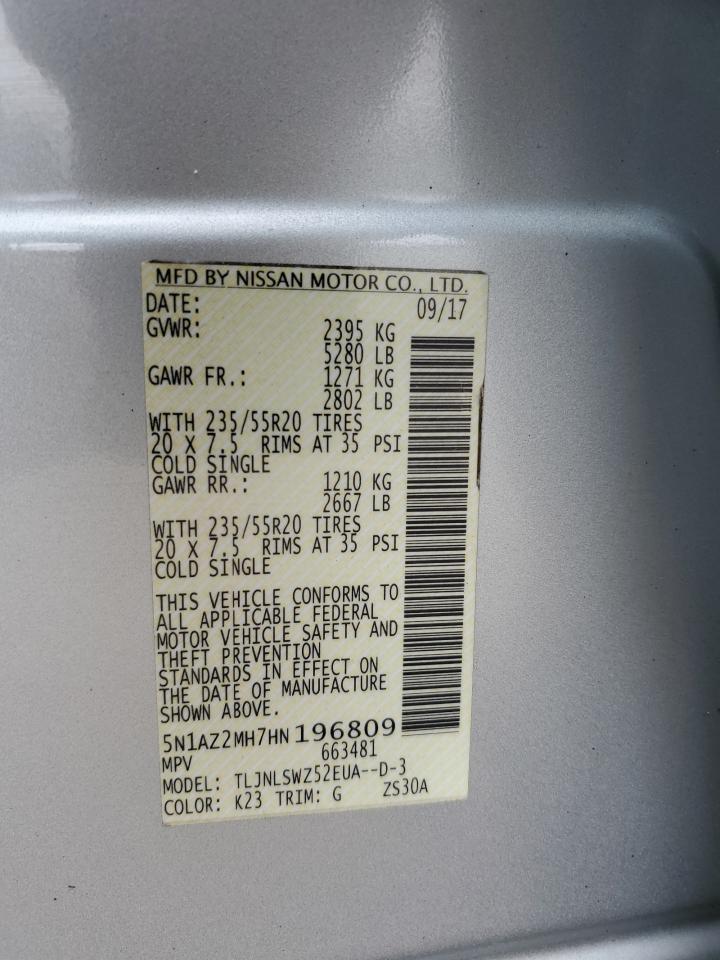 MFD BY NISSAN MOTOR CO., LTD.
DATE: 09/17
GVWR: 2395 KG
5280 LB
GAWR FR.: 1271 KG
2802 LB
WITH 235/55R20 TIRES
20 X 7.5 RIMS AT 35 PSI
COLD SINGLE
GAWR RR.: 1210 KG
2667 LB
WITH 235/55R20 TIRES
20 X 7.5 RIMS AT 35 PSI
COLD SINGLE
THIS VEHICLE CONFORMS TO
ALL APPLICABLE FEDERAL
MOTOR VEHICLE SAFETY AND
THEFT PREVENTION
STANDARDS IN EFFECT ON
THE DATE OF MANUFACTURE
SHOWN ABOVE.
5N1AZ2MH7HN196809
MPV 663481
MODEL: TLJNLSWZ52EUA--D-3
COLOR: K23 TRIM: G ZS30A